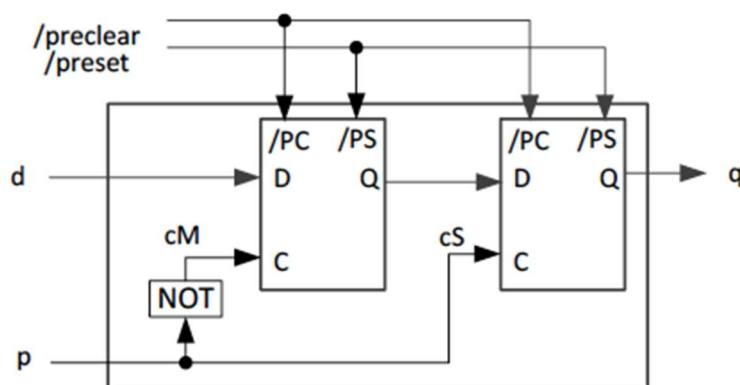 /preclear
/preset
/PC /PS /PC /PS
d D Q D Q q
cM cS
C C
NOT
p